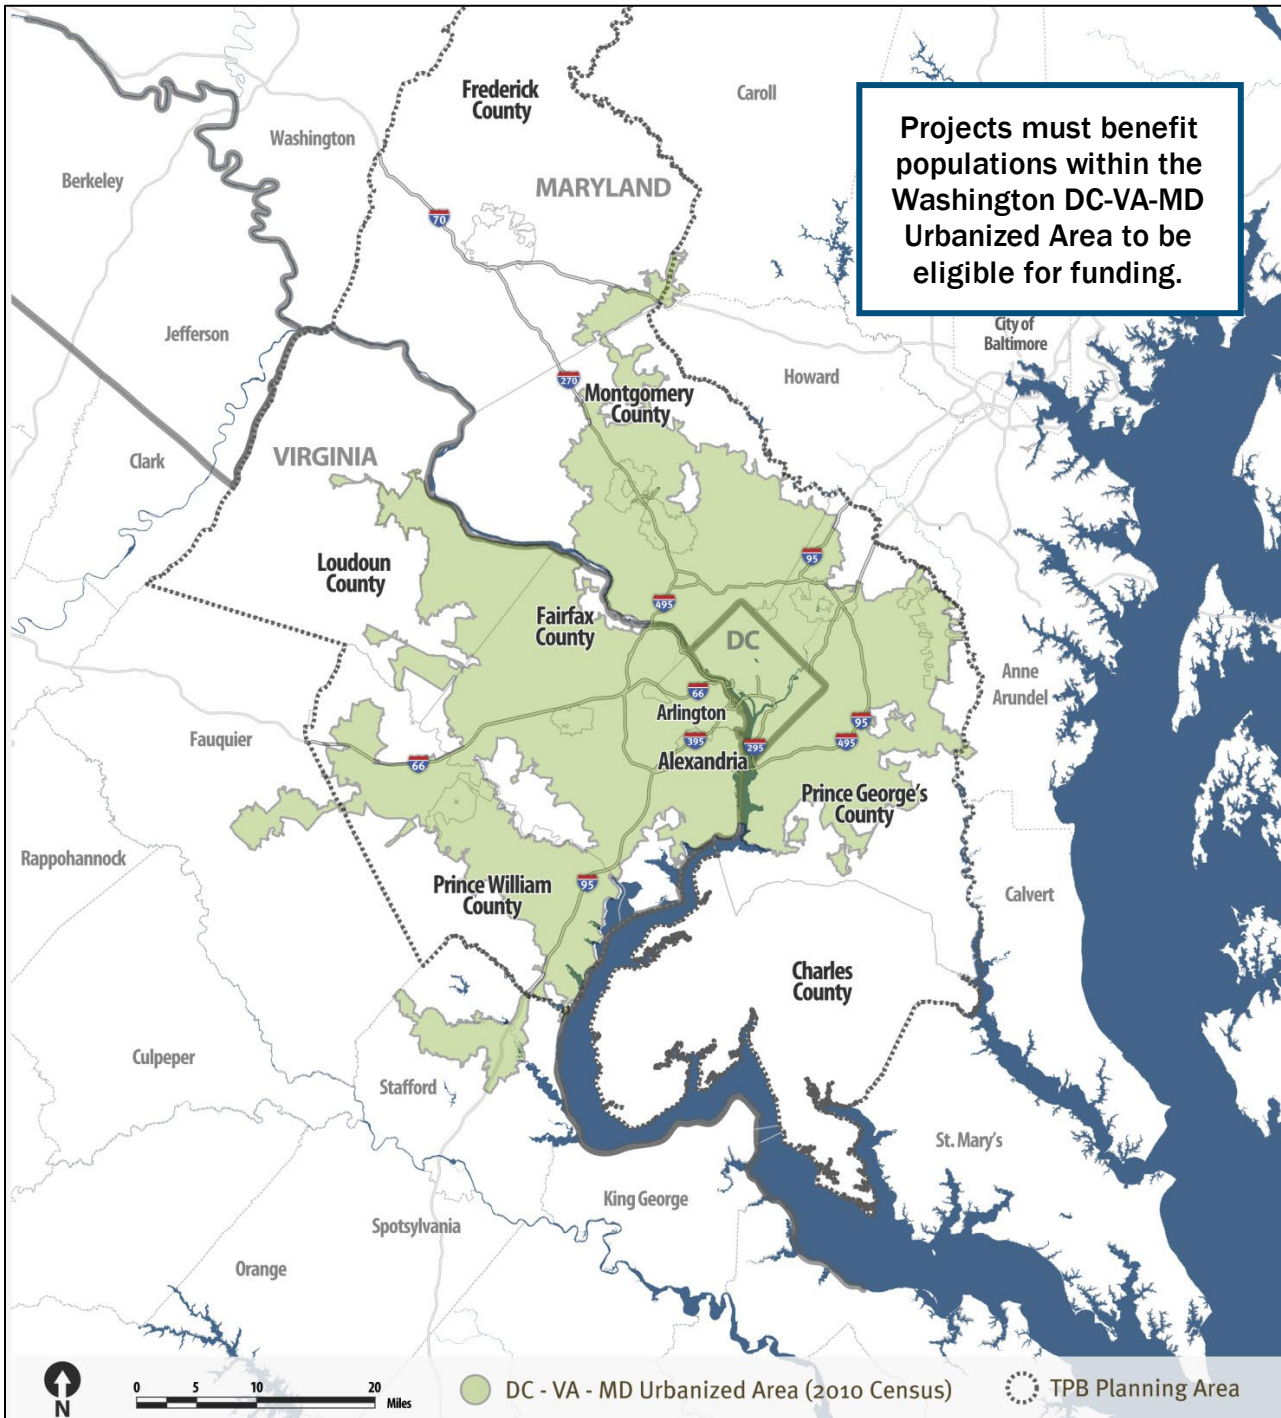 Frederick
County
Caroll
Projects must benefit
populations within the
Washington DC-VA-MD
Urbanized Area to be
eligible for funding.
Washington
Berkeley
MARYLAND
70
Jefferson
City of
Baltimore
270
Howard
Montgomery
County
Clark
VIRGINIA
Loudoun
County
95
495
Fairfax
County
DC
Anne
Arundel
66
Arlington
95
Fauquier
395
295
495
66
Alexandria
Prince George's
County
Rappohannock
Prince William
County
95
Calvert
Charles
County
Culpeper
Stafford
St. Mary's
King George
Spotsylvania
Orange
N
0 5 10 20
Miles
DC - VA - MD Urbanized Area (2010 Census)
TPB Planning Area